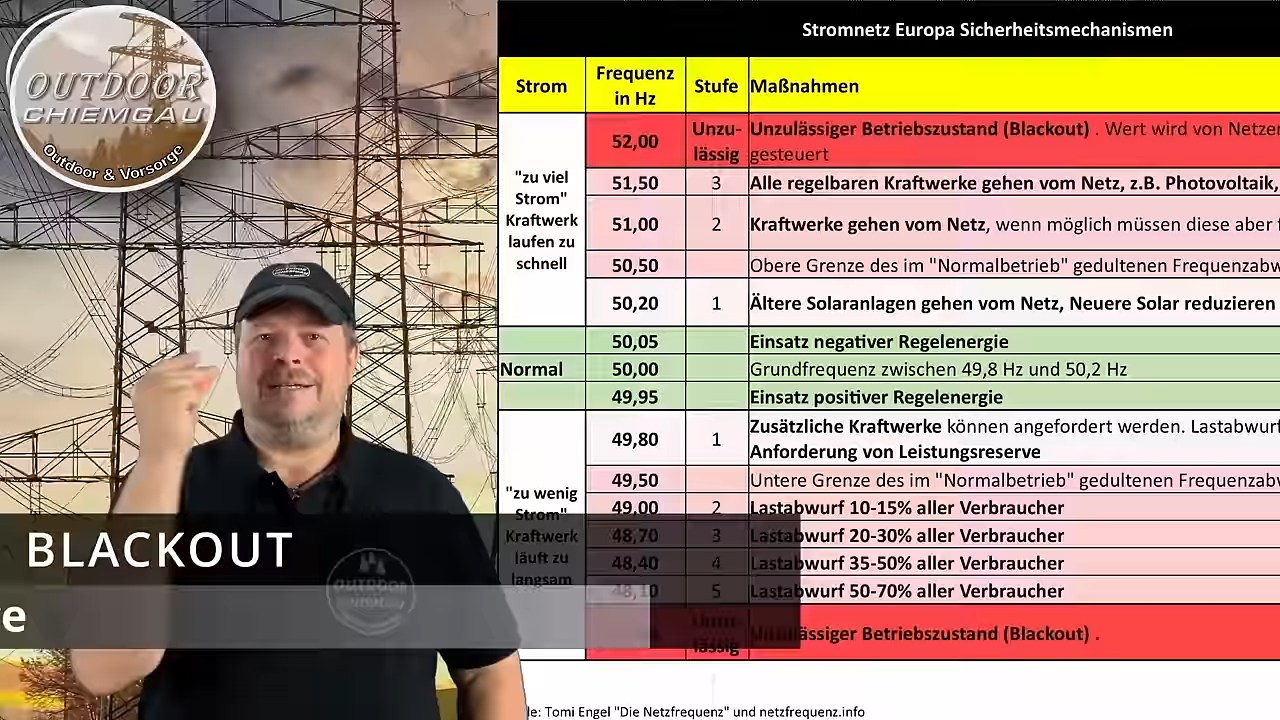 OUTDOOR
CHIEMGAU
Outdoor & Vorsorge
Stromnetz Europa Sicherheitsmechanismen
Strom
Frequenz
in Hz
Stufe
Maßnahmen
"zu viel
Strom"
Kraftwerk
laufen zu
schnell
52,00
Unzu-
lässig
Unzulässiger Betriebszustand (Blackout) . Wert wird von
gesteuert
51,50
3
Alle regelbaren Kraftwerke gehen vom Netz, z.B. Photovoltaik,
51,00
2
Kraftwerke gehen vom Netz, wenn möglich müssen diese aber
50,50
Obere Grenze des im "Normalbetrieb" gedultenen
50,20
1
Ältere Solaranlagen gehen vom Netz, Neuere Solar reduzieren
Normal
50,05
Einsatz negativer Regelenergie
50,00
Grundfrequenz zwischen 49,8 Hz und 50,2 Hz
49,95
Einsatz positiver Regelenergie
"zu wenig
Strom"
Kraftwerk
läuft zu
langsam
49,80
1
Zusätzliche Kraftwerke können angefordert werden. Lastabwurf
Anforderung von Leistungsreserve
49,50
Untere Grenze des im "Normalbetrieb" gedultenen
49,00
2
Lastabwurf 10-15% aller Verbraucher
48,70
3
Lastabwurf 20-30% aller Verbraucher
48,40
4
Lastabwurf 35-50% aller Verbraucher
48,10
5
Lastabwurf 50-70% aller Verbraucher
Unzu-
lässig
Unzulässiger Betriebszustand (Blackout) .
BLACKOUT
OUTDOOR
Tomi Engel "Die Netzfrequenz" und netzfrequenz.info